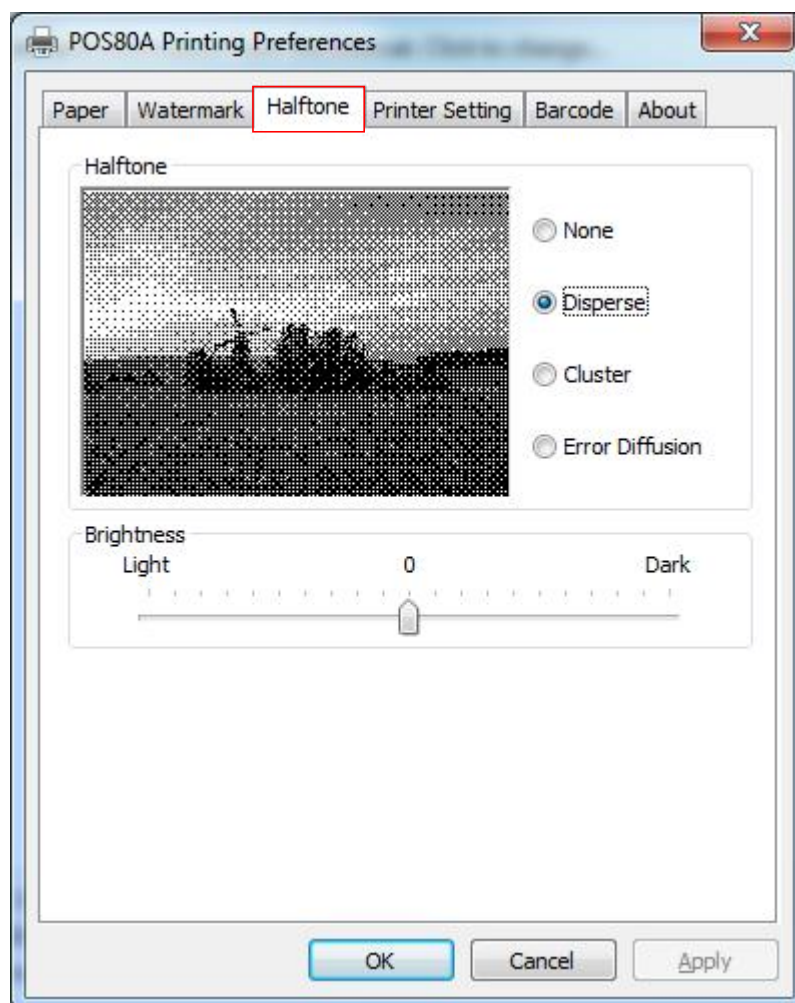 POS80A Printing Preferences
Paper Watermark Halftone Printer Setting Barcode About
Halftone
None
Disperse
Cluster
Error Diffusion
Brightness
Light 0 Dark
OK Cancel Apply